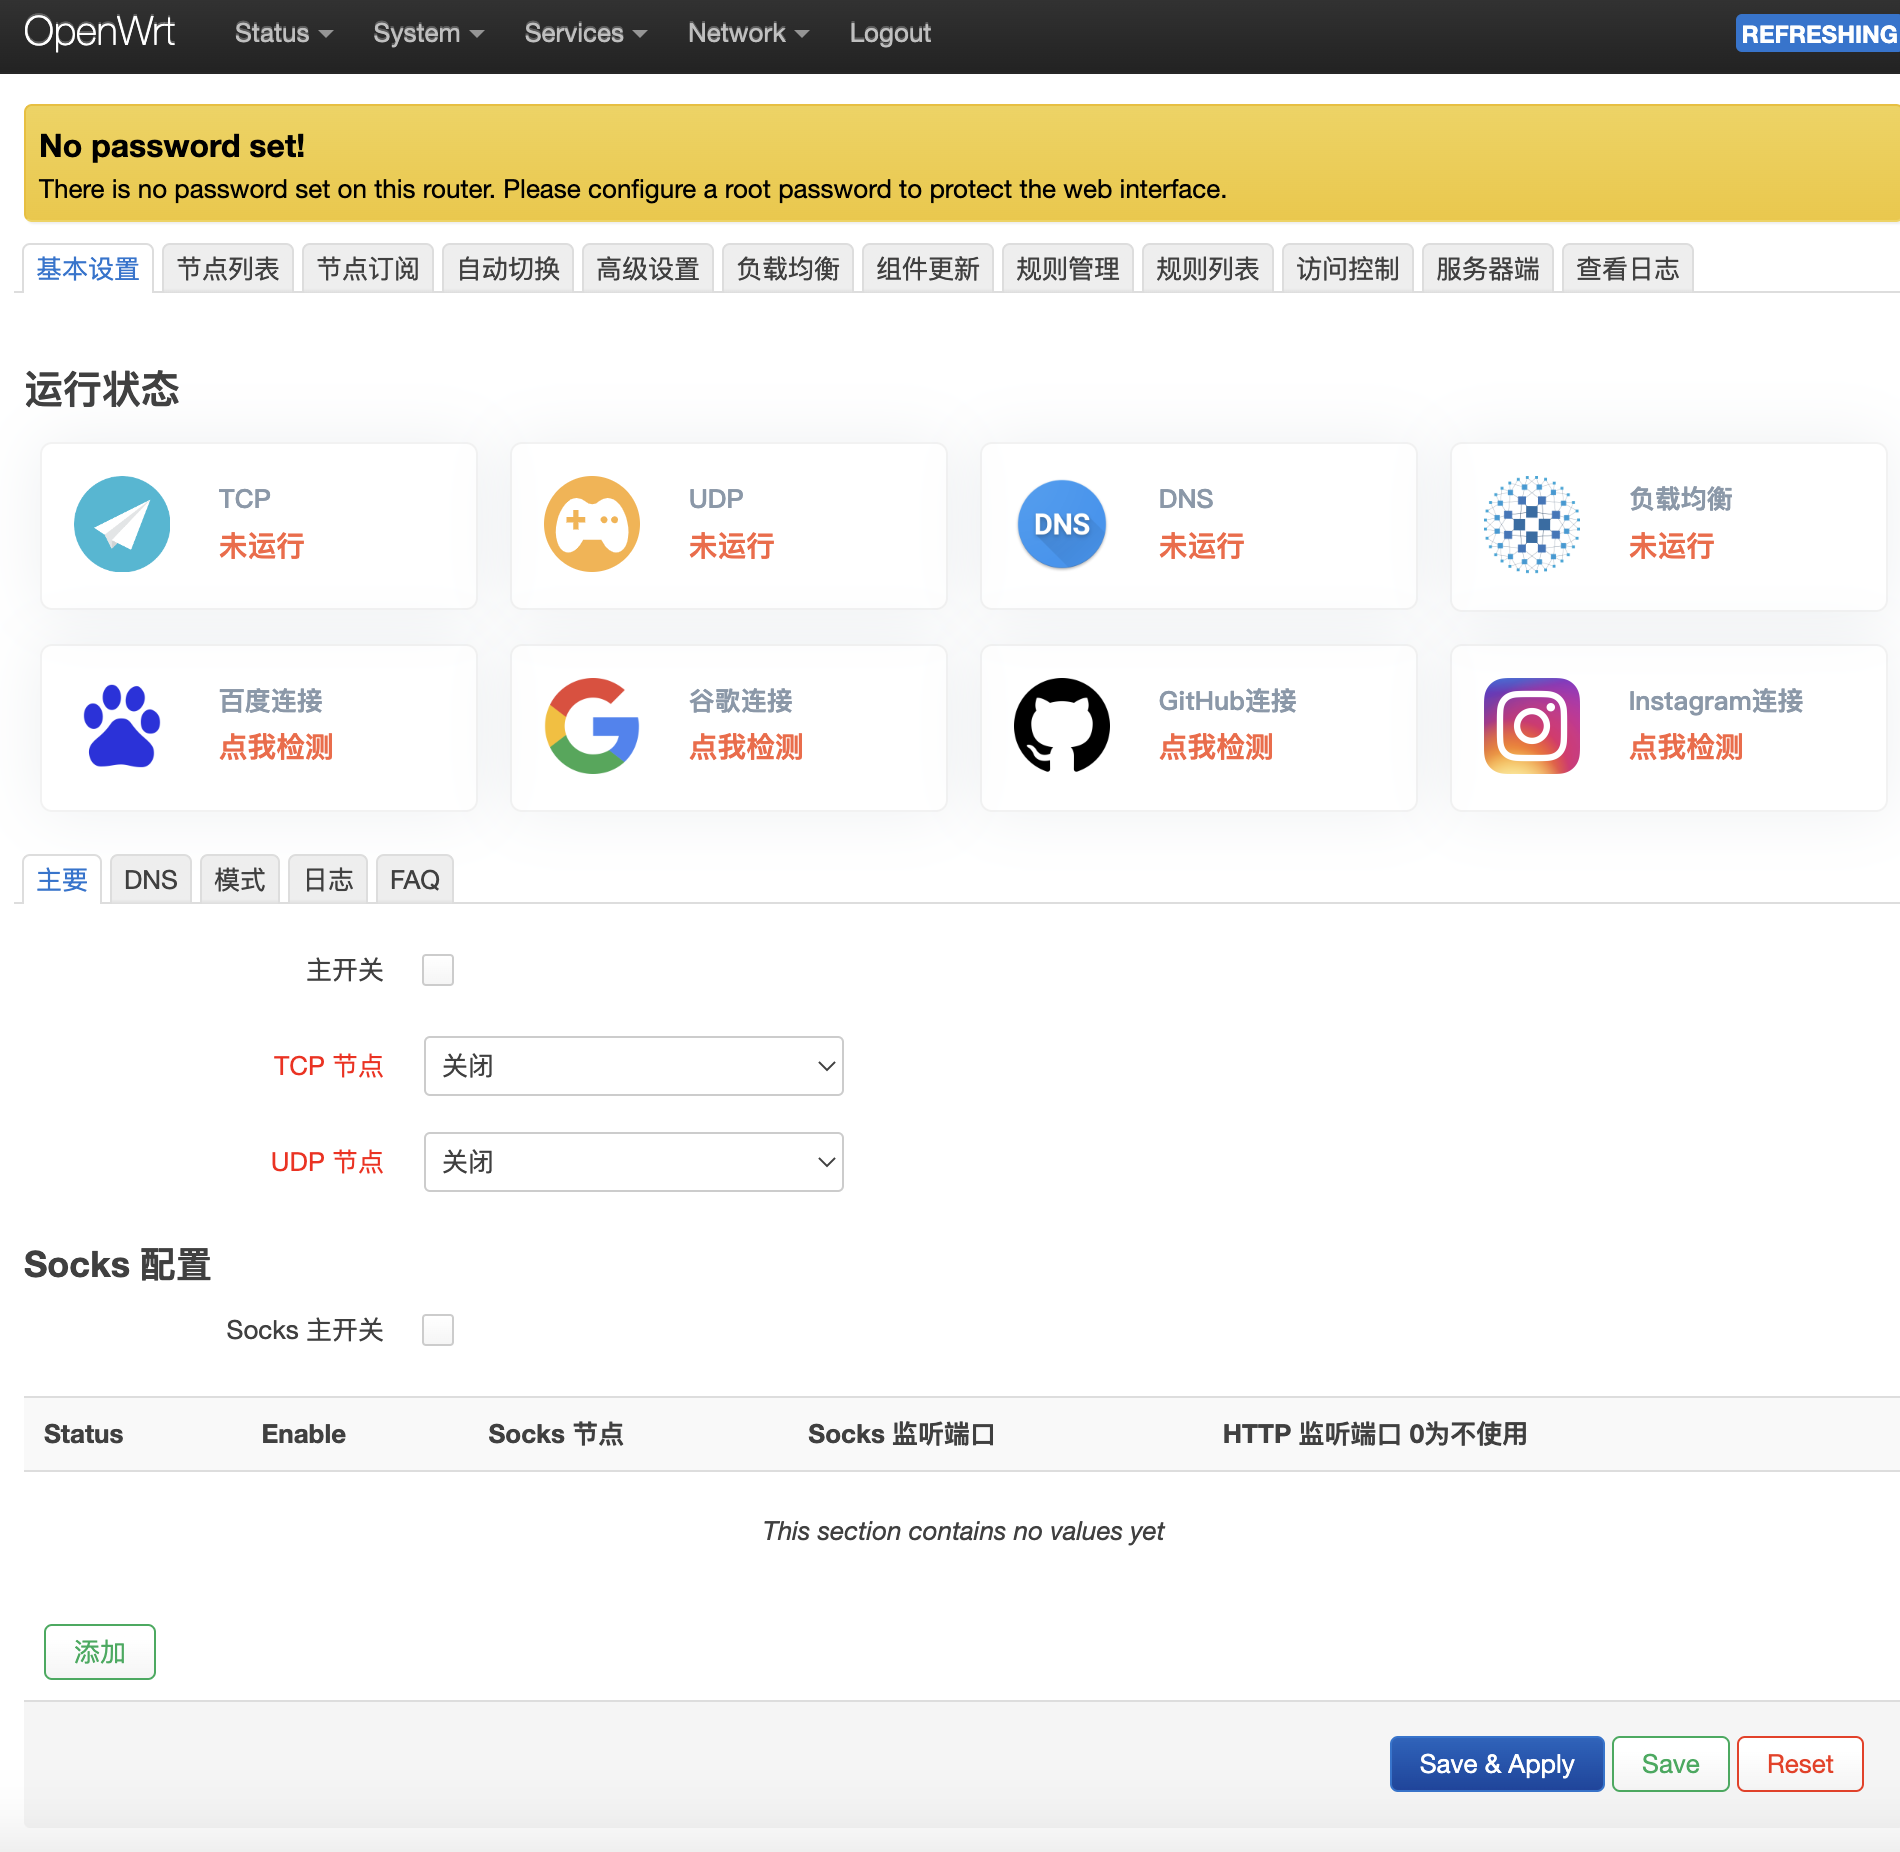 OpenWrt Status System Services Network Logout REFRESHING
No password set!
There is no password set on this router. Please configure a root password to protect the web interface.
基本设置 节点列表 节点订阅 自动切换 高级设置 负载均衡 组件更新 规则管理 规则列表 访问控制 服务器端 查看日志
运行状态
TCP
未运行
UDP
未运行
DNS
DNS
未运行
负载均衡
未运行
百度连接
点我检测
谷歌连接
点我检测
GitHub连接
点我检测
Instagram连接
点我检测
主要 DNS 模式 日志 FAQ
主开关
TCP 节点 关闭
UDP 节点 关闭
Socks 配置
Socks 主开关
Status Enable Socks 节点 Socks 监听端口 HTTP 监听端口 0为不使用
This section contains no values yet
添加
Save & Apply Save Reset